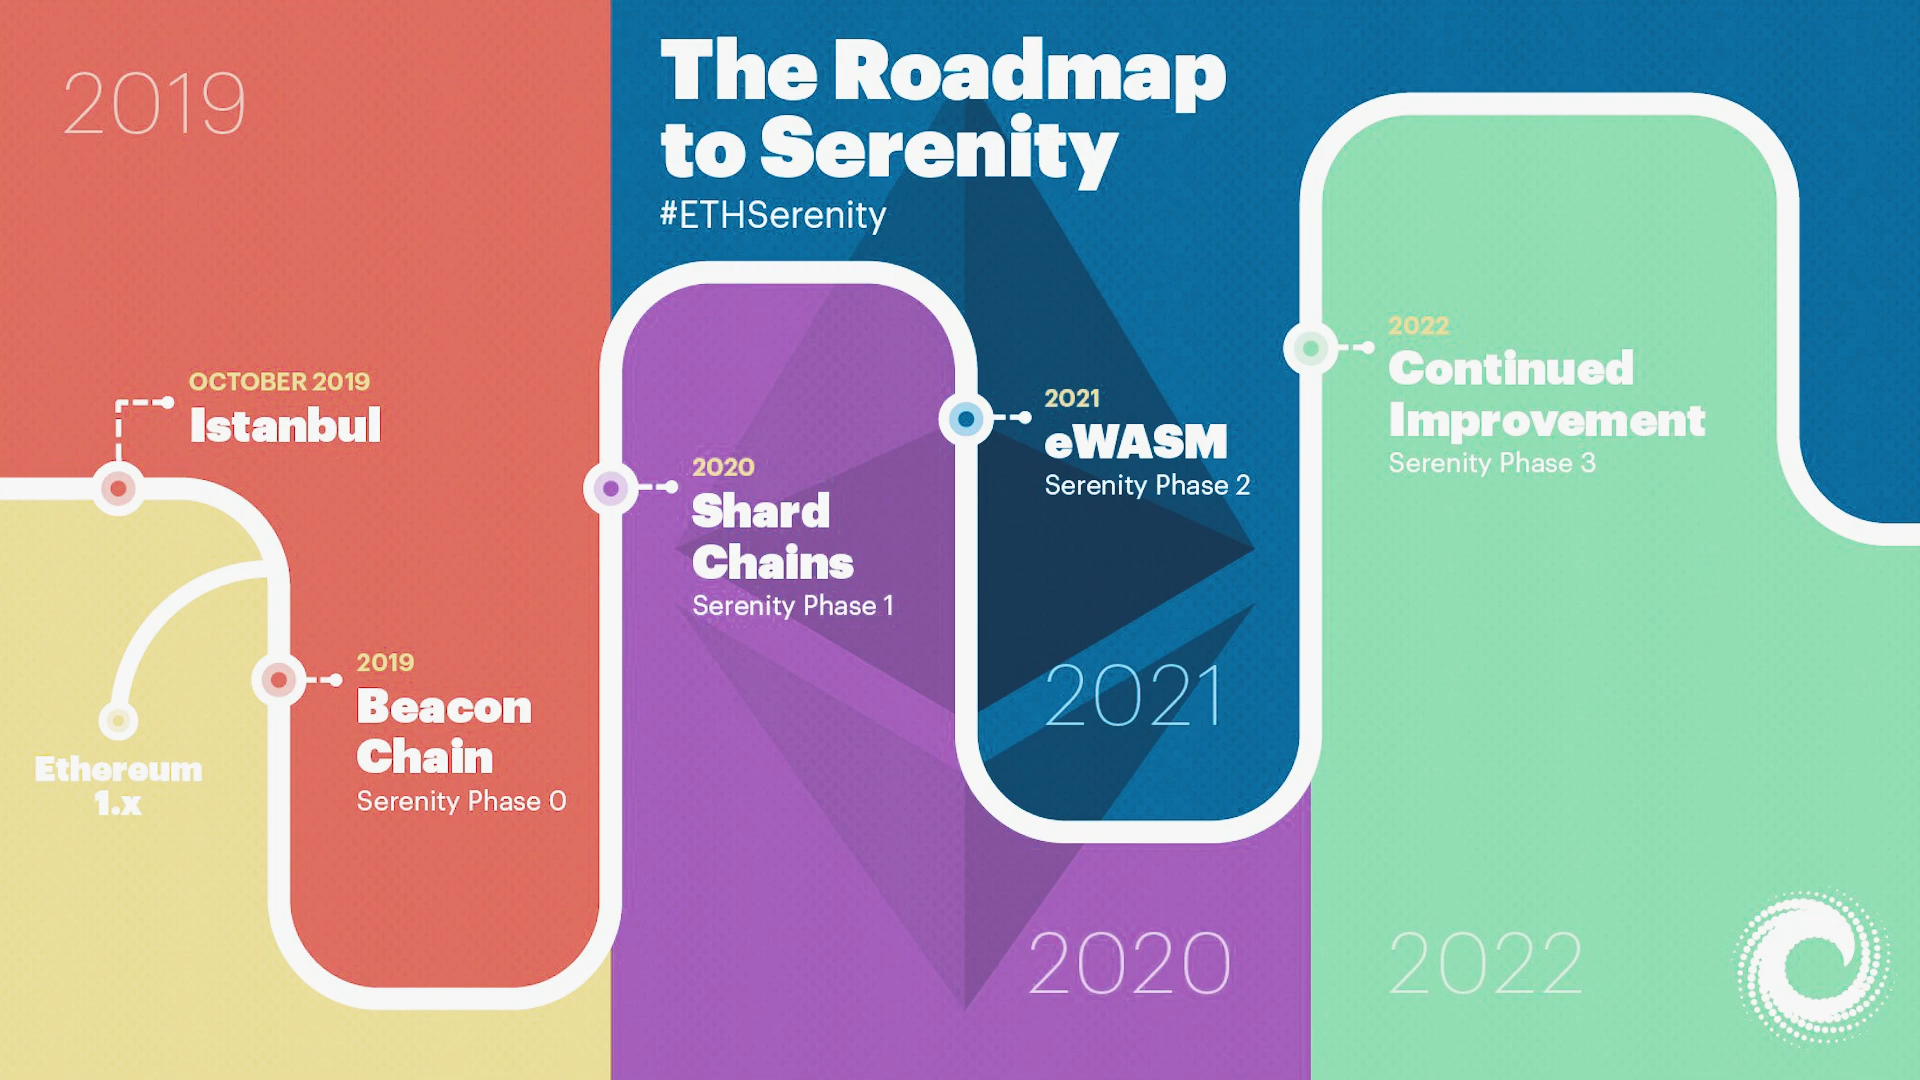 2019
The Roadmap
to Serenity
#ETHSerenity
OCTOBER 2019
Istanbul
Ethereum
1.x
2019
Beacon
Chain
Serenity Phase 0
2020
Shard
Chains
Serenity Phase 1
2020
2021
eWASM
Serenity Phase 2
2021
2022
Continued
Improvement
Serenity Phase 3
2022